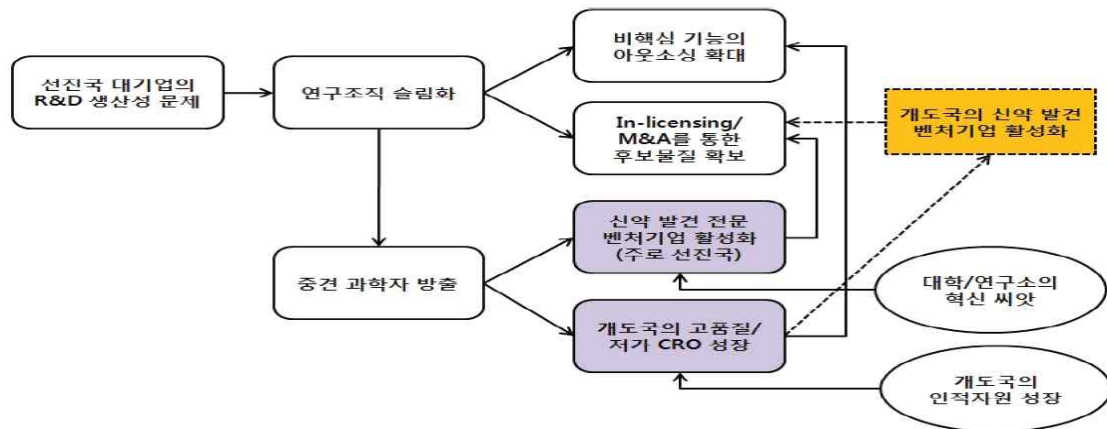 비핵심 기능의
아웃소싱 확대
선진국 대기업의
R&D 생산성 문제
연구조직 슬림화
In-licensing/
M&A를 통한
후보물질 확보
개도국의 신약 발견
벤처기업 활성화
신약 발견 전문
벤처기업 활성화
(주로 선진국)
중견 과학자 방출
대학/연구소의
혁신 씨앗
개도국의 고품질/
저가 CRO 성장
개도국의
인적자원 성장